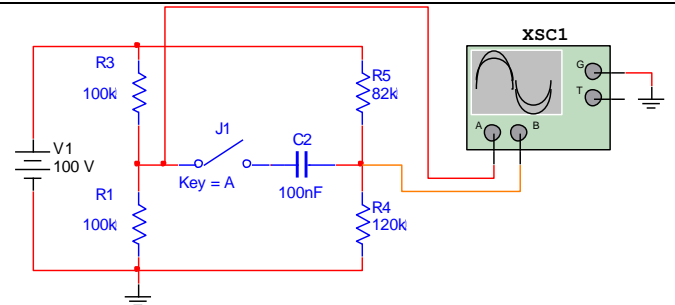 XSC1
G
T
A
B
R3
100k
R5
82k
J1
C2
V1
100 V
Key = A
100nF
R1
100k
R4
120k